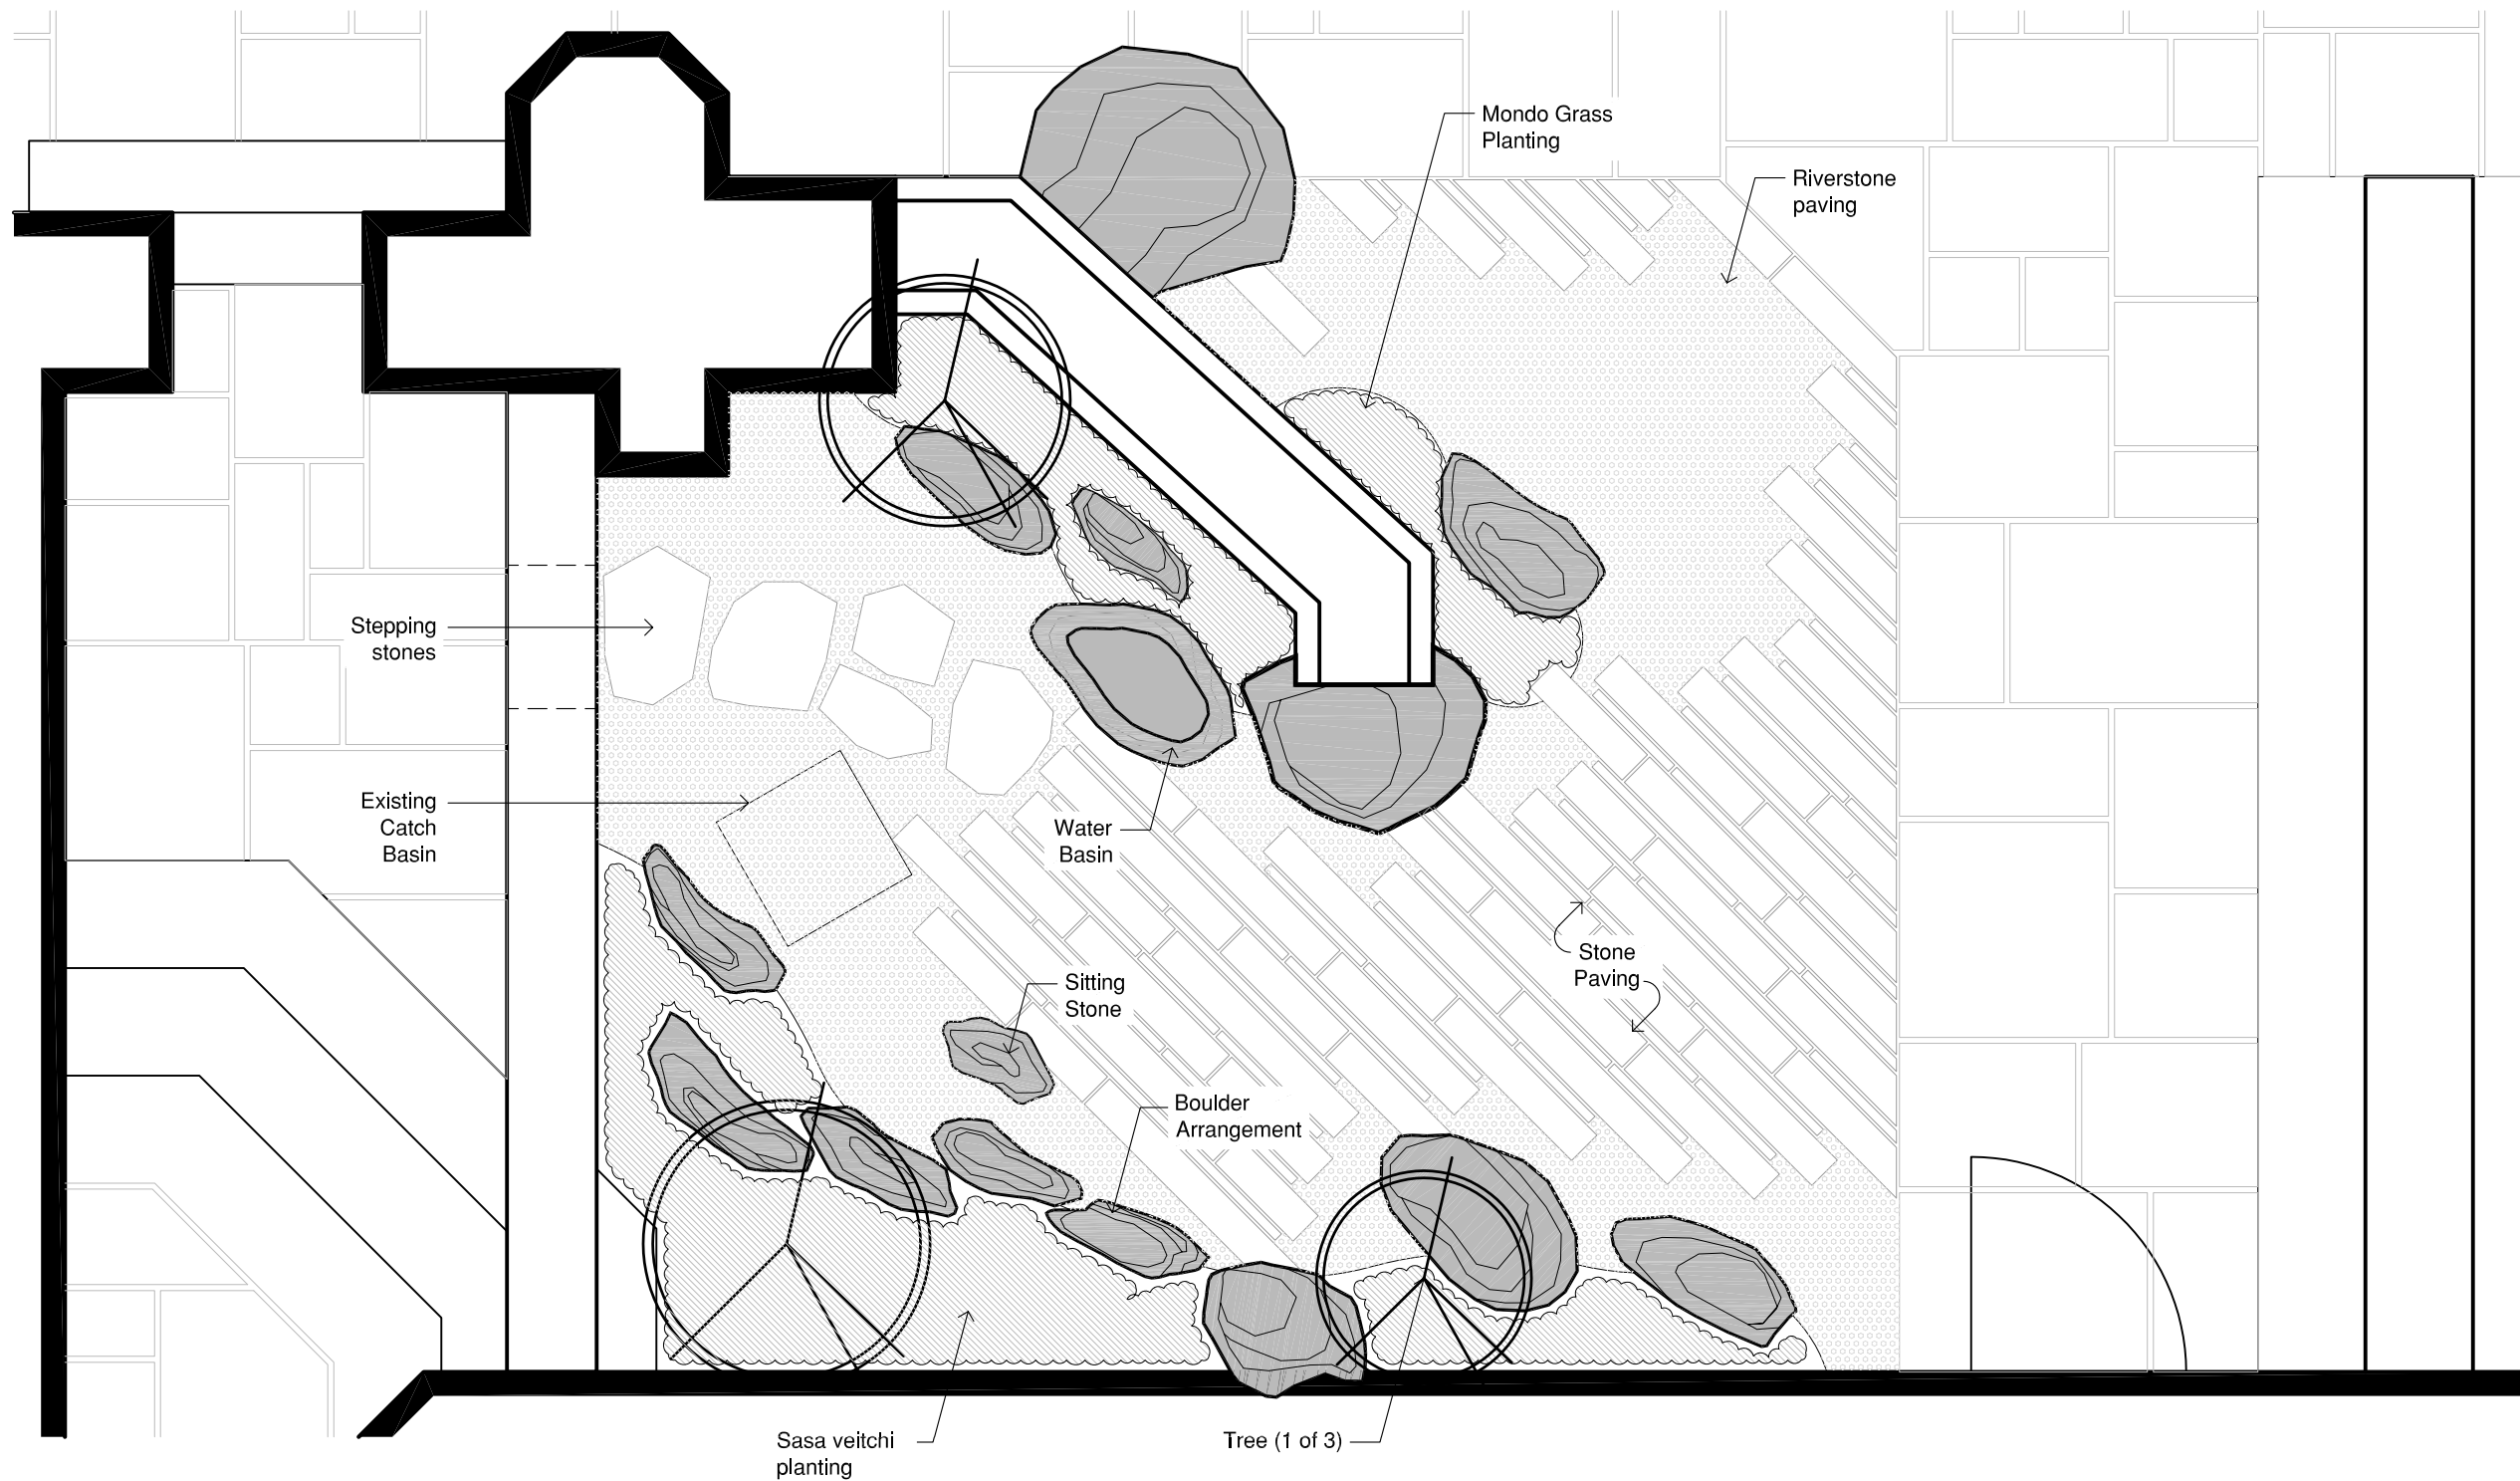 Mondo Grass
Planting
Riverstone
paving
Stepping
stones
Existing
Catch
Basin
Water
Basin
Stone
Paving
Sitting
Stone
Boulder
Arrangement
Sasa veitchi
planting
Tree (1 of 3)